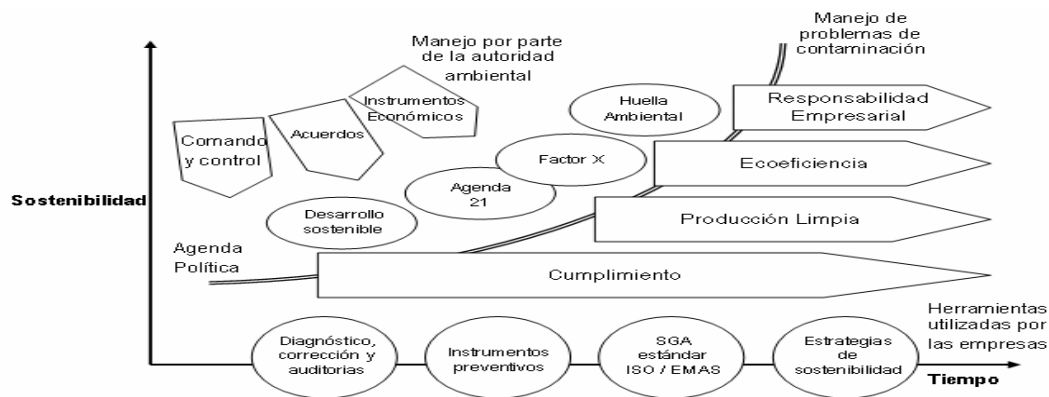 Manejo de
problemas de
contaminación
Manejo por parte
de la autoridad
ambiental
Instrumentos
Económicos
Acuerdos
Comando
y control
Huella
Ambiental
Responsabilidad
Empresarial
Factor X
Ecoeficiencia
Agenda
21
Sostenibilidad
Desarrollo
sostenible
Producción Limpia
Agenda
Política
Cumplimiento
Herramientas
utilizadas por
las empresas
Diagnóstico,
corrección y
auditorias
Instrumentos
preventivos
SGA
estándar
ISO / EMAS
Estrategias
de
sostenibilidad
Tiempo